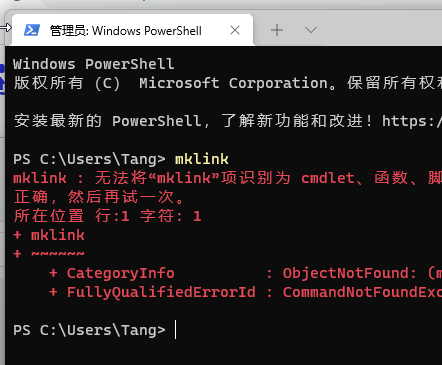 管理员: Windows PowerShell
Windows PowerShell
版权所有 (C) Microsoft Corporation。保留所有权利
安装最新的 PowerShell，了解新功能和改进！https:/
PS C:\Users\Tang> mklink
mklink : 无法将“mklink”项识别为 cmdlet、函数、脚
正确，然后再试一次。
所在位置 行:1 字符: 1
+ mklink
+ ~~~~~~
+ CategoryInfo : ObjectNotFound: (m
+ FullyQualifiedErrorId : CommandNotFoundExc
PS C:\Users\Tang>